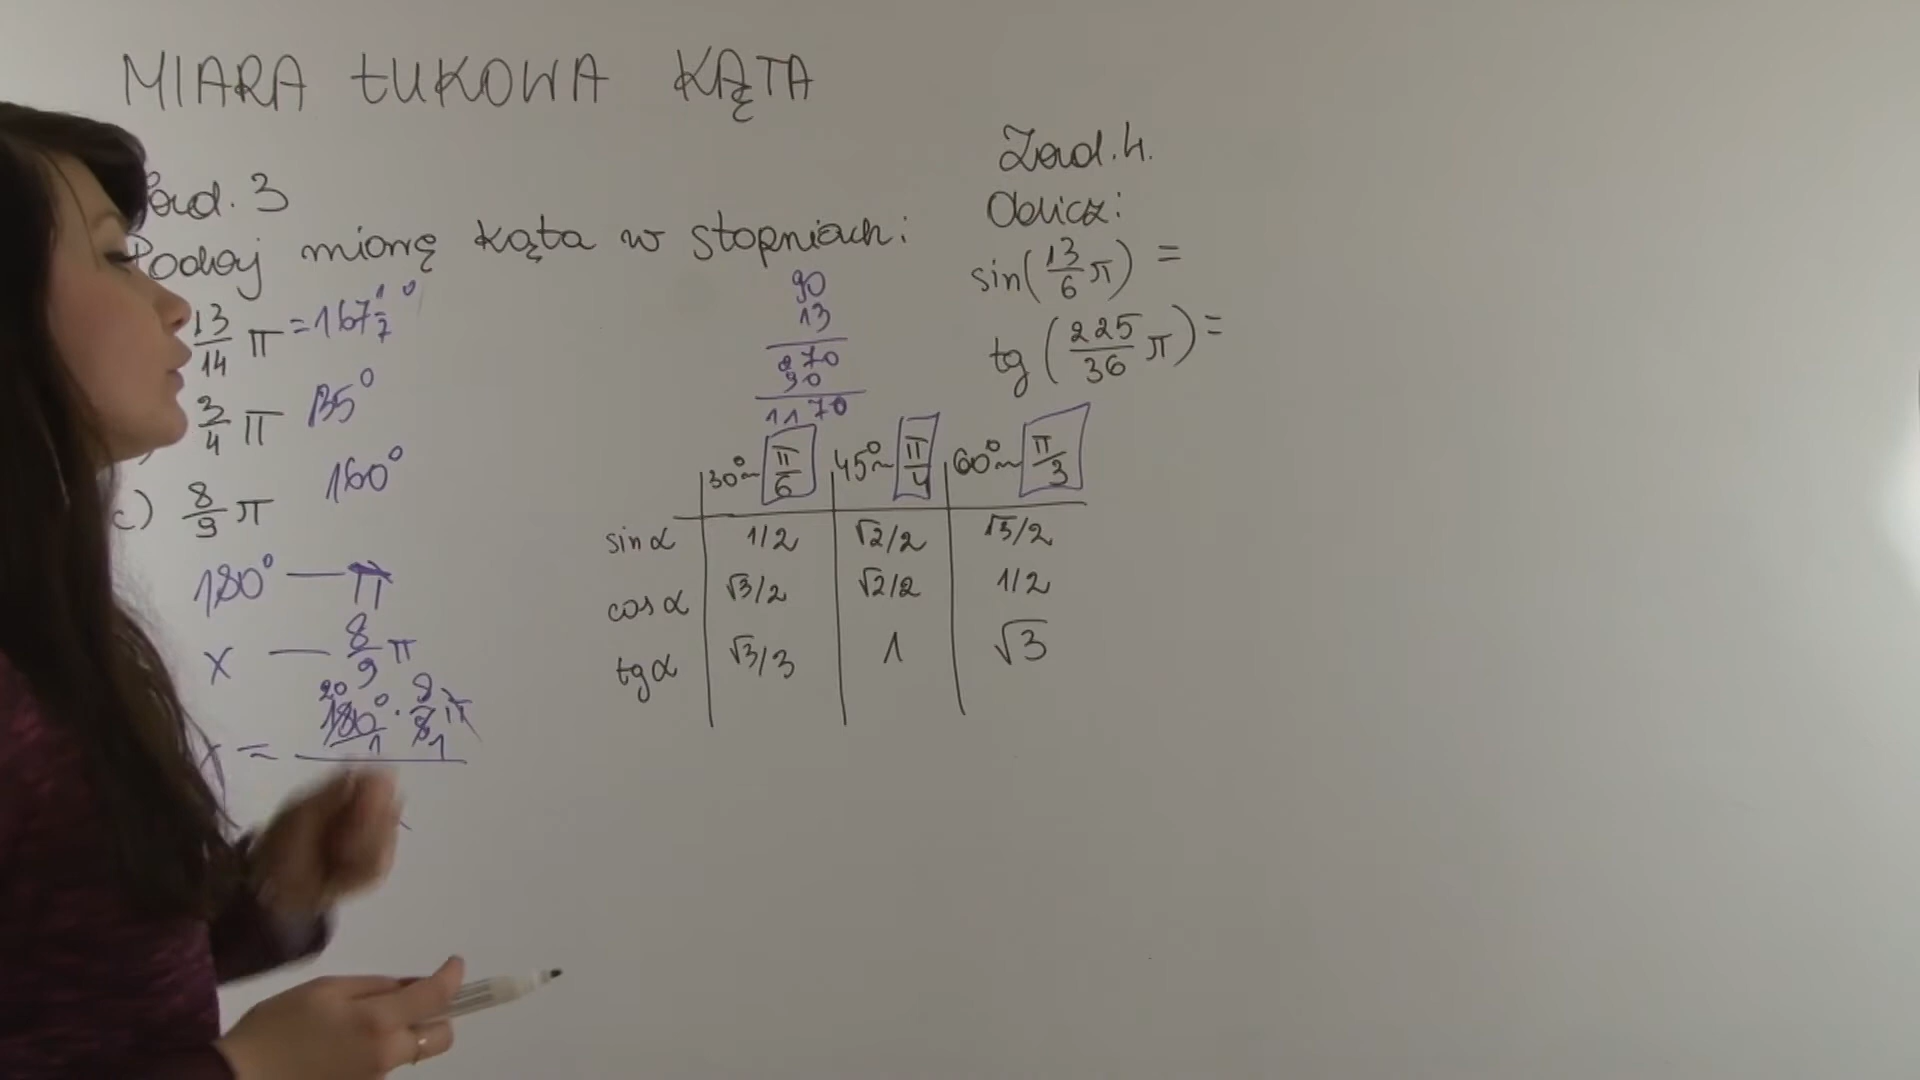 MIARA ŁUKOWA KĄTA
Zad. 3
Podaj miarę kąta w stopniach:
13/14 π = 167 1/7 °
3/4 π 135°
c) 8/9 π 160°
180° — π
x — 8/9 π
20
180° · 8 π
1 1
x =
90
13
270
90
1170
30° ~ π/6 45° ~ π/4 60° ~ π/3
sin α 1/2 √2/2 √3/2
cos α √3/2 √2/2 1/2
tg α √3/3 1 √3
Zad. 4.
Oblicz:
sin(13/6 π) =
tg (225/36 π) =